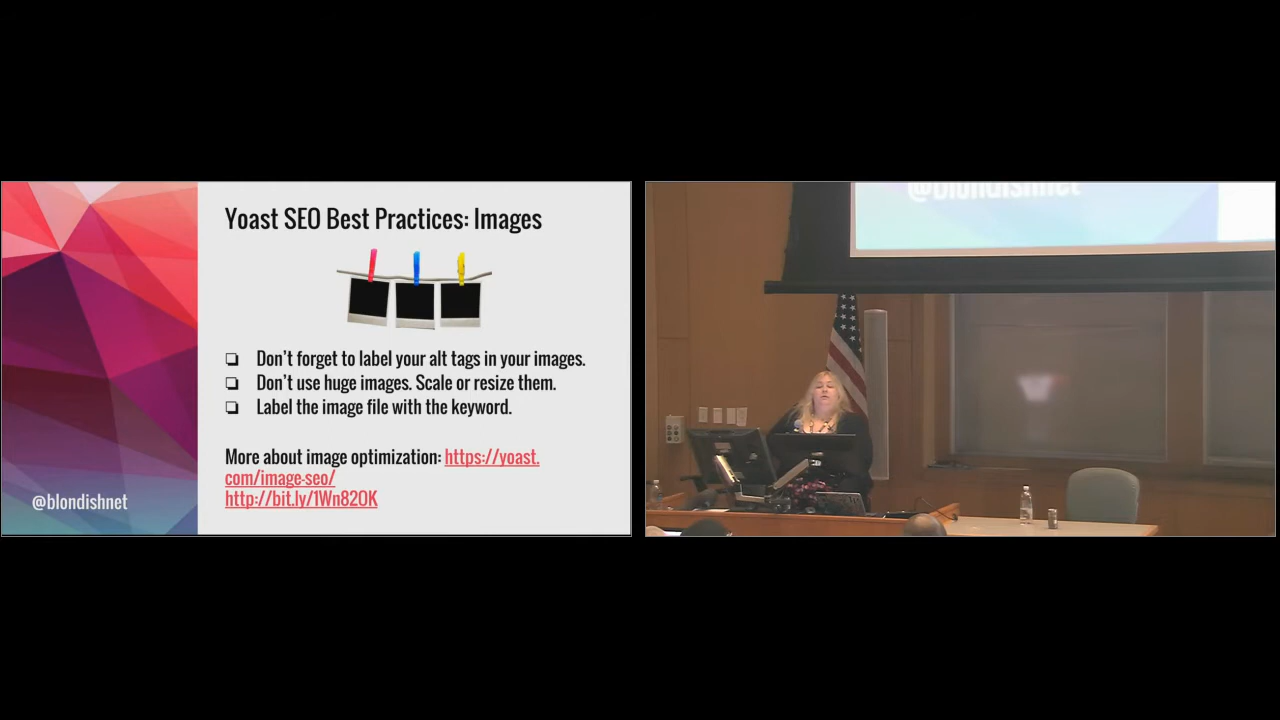 Yoast SEO Best Practices: Images
❏ Don't forget to label your alt tags in your images.
❏ Don't use huge images. Scale or resize them.
❏ Label the image file with the keyword.
More about image optimization: https://yoast.
com/image-seo/
http://bit.ly/1Wn82OK
@blondishnet
@blondishnet